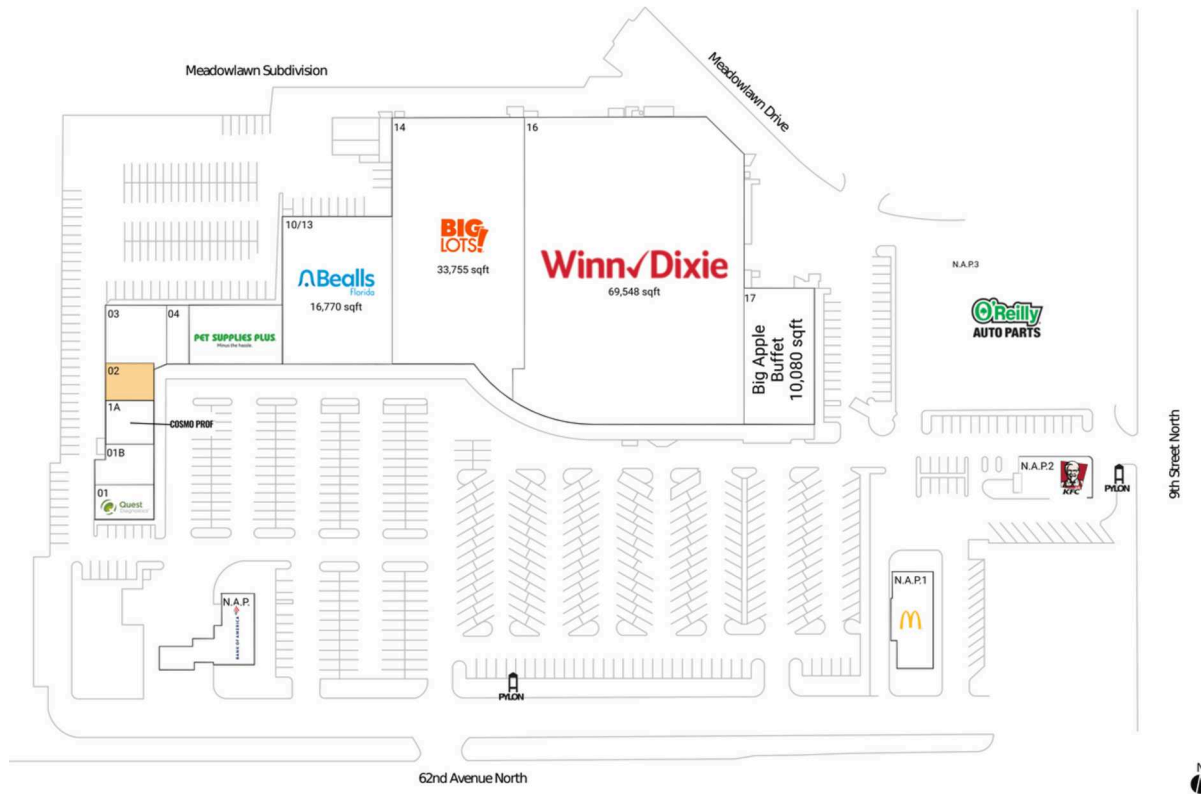 Meadowlawn Subdivision
Meadowlawn Drive
14
16
10/13
BIG
LOTS!
33,755 sqft
Winn Dixie
69,548 sqft
Bealls
Florida
16,770 sqft
N.A.P.3
O'Reilly
AUTO PARTS
17
Big Apple
Buffet
10,080 sqft
03
04
PET SUPPLIES PLUS
Minus the hassle.
02
1A
COSMO PROF
01B
01
Quest
9th Street North
N.A.P.2
KFC
PYLON
N.A.P.1
N.A.P.
BANK OF AMERICA
PYLON
62nd Avenue North
N